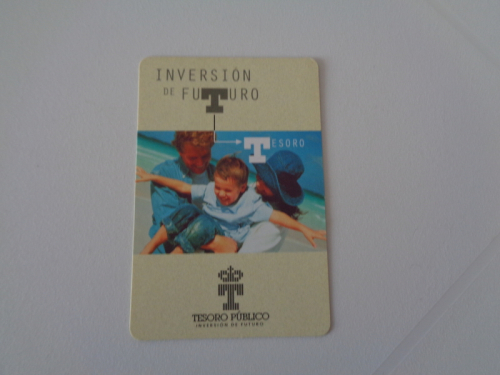 INVERSIÓN
DE FUTURO
TESORO
TESORO PÚBLICO
INVERSIÓN DE FUTURO